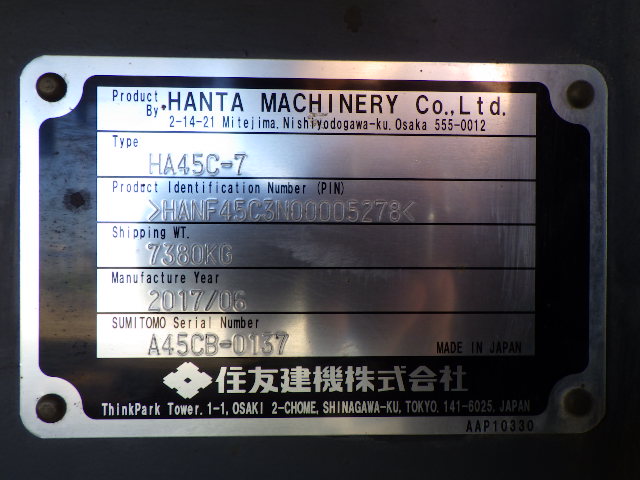 Product By HANTA MACHINERY Co.,Ltd.
2-14-21 Mitejima, Nishiyodogawa-ku, Osaka 555-0012
Type
HA45C-7
Product Identification Number (PIN)
>HANF45C3N00005278<
Shipping WT.
7380KG
Manufacture Year
2017/06
SUMITOMO Serial Number
A45CB-0137
MADE IN JAPAN
住友建機株式会社
ThinkPark Tower, 1-1, OSAKI 2-CHOME, SHINAGAWA-KU, TOKYO, 141-6025, JAPAN
AAP10330